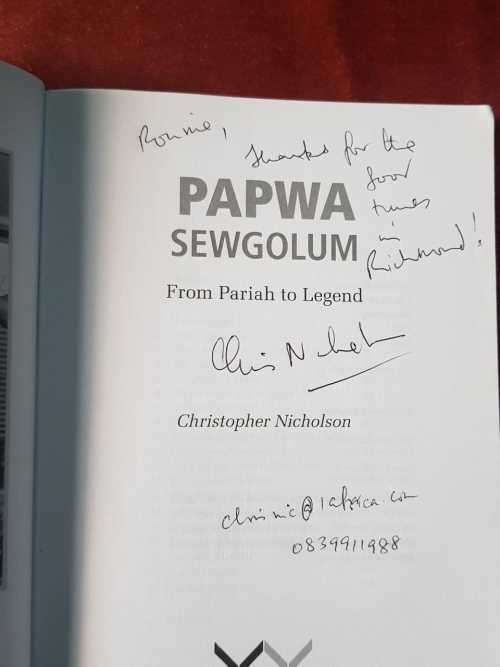 Ronnie,
Thanks for the
good
times
in
Richmond!
PAPWA
SEWGOLUM
From Pariah to Legend
Chris Nicholson
Christopher Nicholson
chrisnic@iafrica.com
0839911988